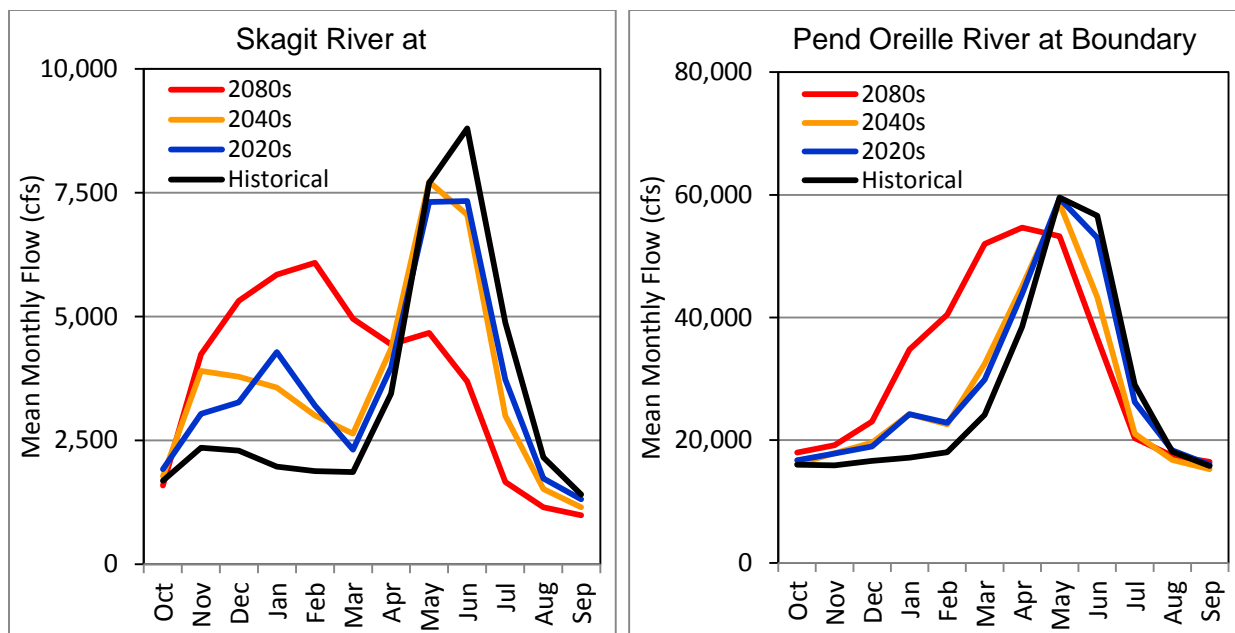 Skagit River at
10,000
7,500
5,000
2,500
0
Mean Monthly Flow (cfs)
2080s
2040s
2020s
Historical
Oct
Nov
Dec
Jan
Feb
Mar
Apr
May
Jun
Jul
Aug
Sep
Pend Oreille River at Boundary
80,000
60,000
40,000
20,000
0
Mean Monthly Flow (cfs)
2080s
2040s
2020s
Historical
Oct
Nov
Dec
Jan
Feb
Mar
Apr
May
Jun
Jul
Aug
Sep